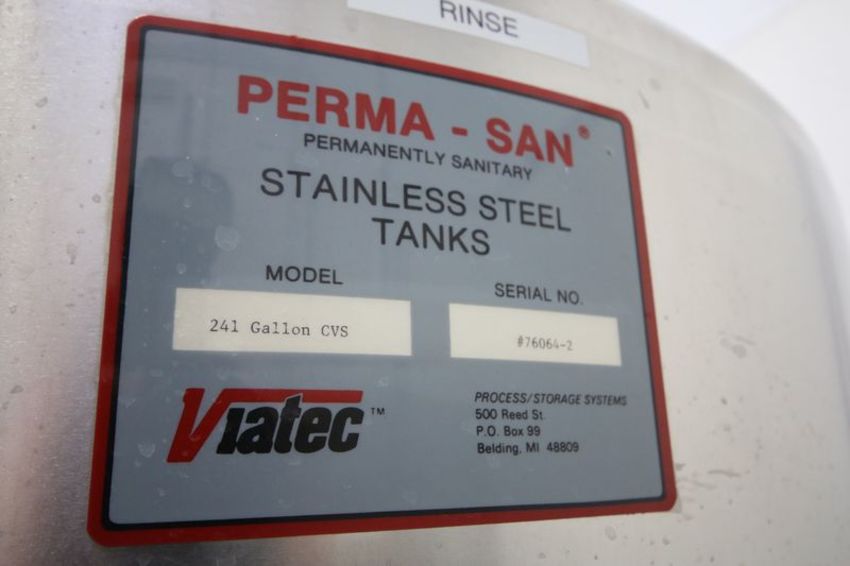 RINSE
PERMA - SAN®
PERMANENTLY SANITARY
STAINLESS STEEL
TANKS
MODEL
241 Gallon CVS
SERIAL NO.
#76064-2
Viatec™
PROCESS/STORAGE SYSTEMS
500 Reed St.
P.O. Box 99
Belding, MI 48809